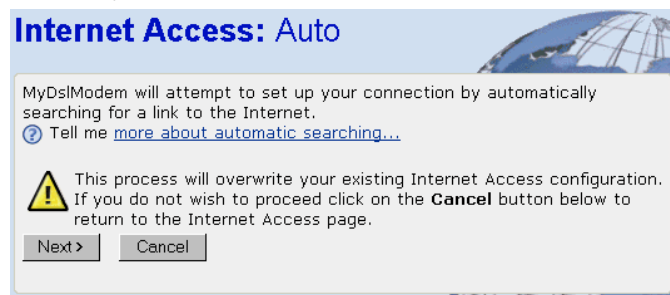 Internet Access: Auto
MyDslModem will attempt to set up your connection by automatically
searching for a link to the Internet.
? Tell me more about automatic searching...
This process will overwrite your existing Internet Access configuration.
If you do not wish to proceed click on the Cancel button below to
return to the Internet Access page.
Next > Cancel